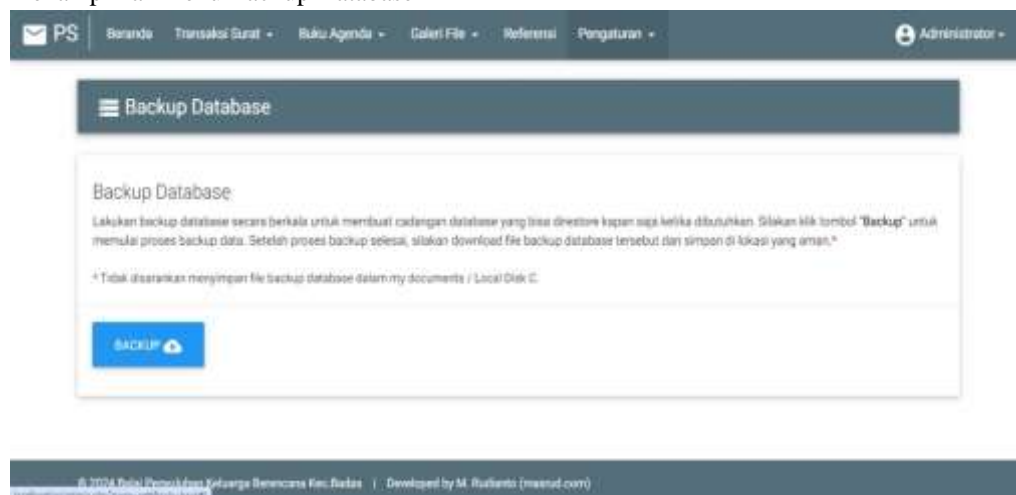 PS Beranda Transaksi Surat Buku Agenda Galeri File Referensi Pengaturan Administrator
Backup Database
Backup Database
Lakukan backup database secara berkala untuk membuat cadangan database yang bisa direstore kapan saja ketika dibutuhkan. Silakan klik tombol "Backup" untuk
memulai proses backup data. Setelah proses backup selesai, silakan download file backup database tersebut dan simpan di lokasi yang aman.*
* Tidak disarankan menyimpan file backup database dalam my documents / Local Disk C.
BACKUP
© 2024 Balai Penyuluhan Keluarga Berencana Kec.Badas | Developed by M. Rudianto (masrud.com)